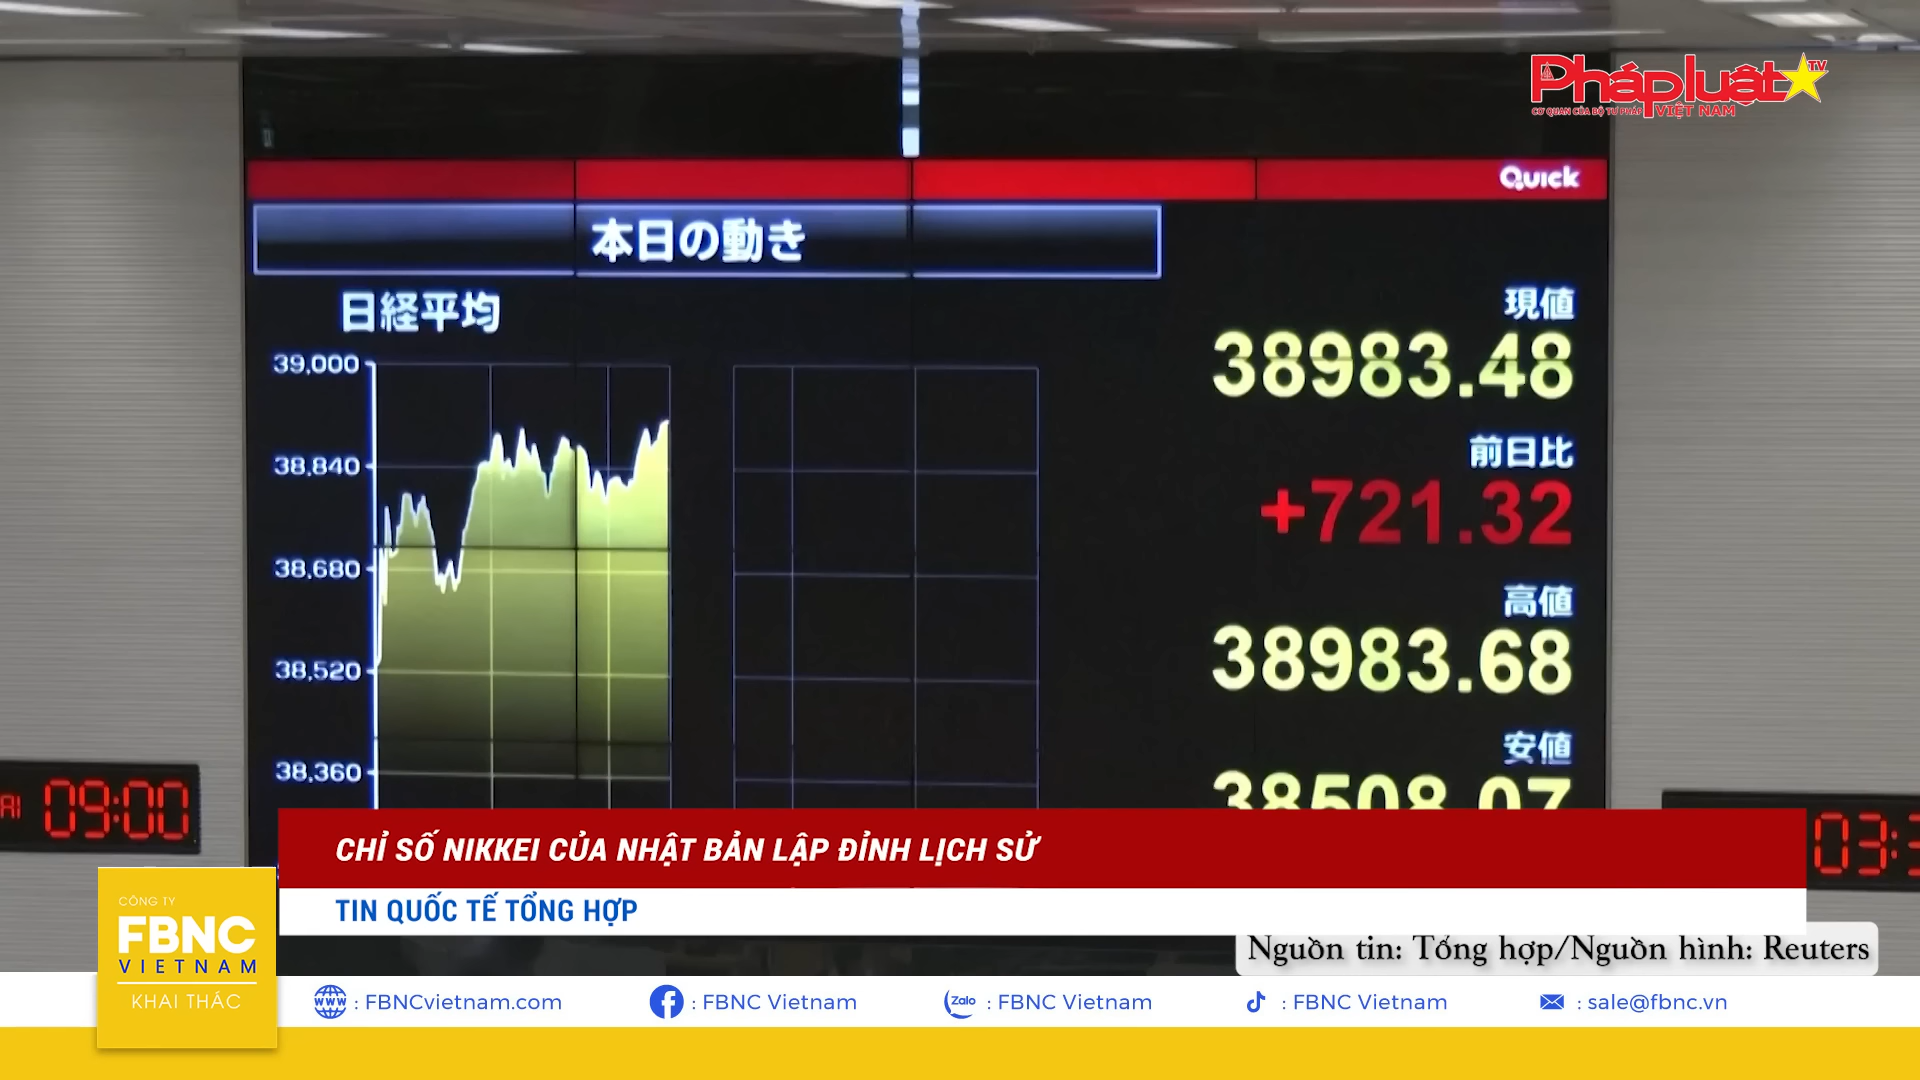 Phápluật TV
CƠ QUAN CỦA BỘ TƯ PHÁP VIỆT NAM
Quick
本日の動き
日経平均
39,000
38,840
38,680
38,520
38,360
現値
38983.48
前日比
+721.32
高値
38983.68
安値
38508.07
09:00
CHỈ SỐ NIKKEI CỦA NHẬT BẢN LẬP ĐỈNH LỊCH SỬ
TIN QUỐC TẾ TỔNG HỢP
Nguồn tin: Tổng hợp/Nguồn hình: Reuters
CÔNG TY
FBNC
VIETNAM
KHAI THÁC
www : FBNCvietnam.com
: FBNC Vietnam
Zalo : FBNC Vietnam
: FBNC Vietnam
: sale@fbnc.vn